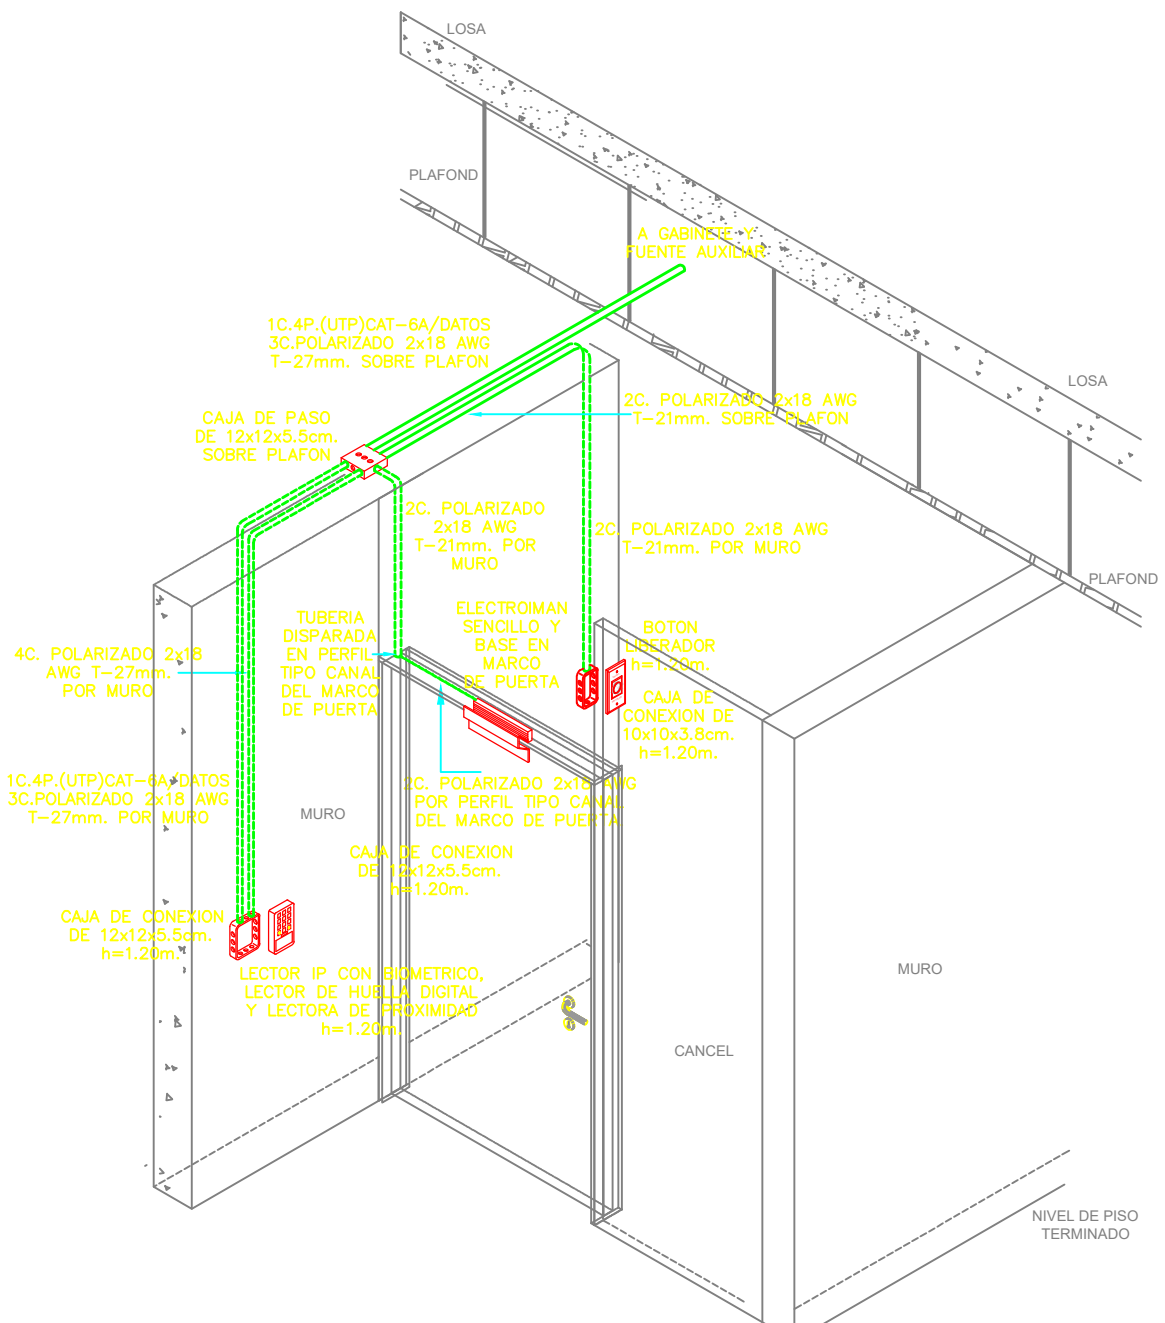 LOSA
PLAFOND
A GABINETE Y
FUENTE AUXILIAR
1C.4P.(UTP)CAT-6A/DATOS
3C.POLARIZADO 2x18 AWG
T-27mm. SOBRE PLAFON
LOSA
2C. POLARIZADO 2x18 AWG
T-21mm. SOBRE PLAFON
CAJA DE PASO
DE 12x12x5.5cm.
SOBRE PLAFON
2C. POLARIZADO
2x18 AWG
T-21mm. POR
MURO
2C. POLARIZADO 2x18 AWG
T-21mm. POR MURO
PLAFOND
TUBERIA
DISPARADA
EN PERFIL
TIPO CANAL
DEL MARCO
DE PUERTA
ELECTROIMAN
SENCILLO Y
BASE EN
MARCO
DE PUERTA
BOTON
LIBERADOR
h=1.20m.
4C. POLARIZADO 2x18
AWG T-27mm.
POR MURO
CAJA DE
CONEXION DE
10x10x3.8cm.
h=1.20m.
1C.4P.(UTP)CAT-6A/DATOS
3C.POLARIZADO 2x18 AWG
T-27mm. POR MURO
2C. POLARIZADO 2x18 AWG
POR PERFIL TIPO CANAL
DEL MARCO DE PUERTA
MURO
CAJA DE CONEXION
DE 12x12x5.5cm.
h=1.20m.
CAJA DE CONEXION
DE 12x12x5.5cm.
h=1.20m.
LECTOR IP CON BIOMETRICO,
LECTOR DE HUELLA DIGITAL
Y LECTORA DE PROXIMIDAD
h=1.20m.
MURO
CANCEL
NIVEL DE PISO
TERMINADO